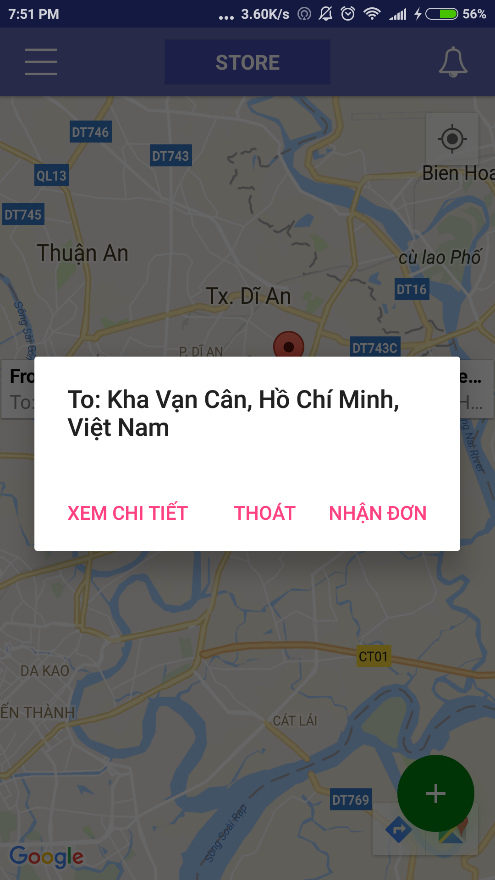 7:51 PM
... 3.60K/s
56%
STORE
DT746
DT743
QL13
Bien Hoa
DT745
Thuận An
cù lao Phố
DT16
Tx. Dĩ An
P. DĨ AN
DT743C
Fro
e...
To:
H...
To: Kha Vạn Cân, Hồ Chí Minh,
Việt Nam
XEM CHI TIẾT THOÁT NHẬN ĐƠN
CT01
DA KAO
ẾN THÀNH
CÁT LÁI
DT769
Google